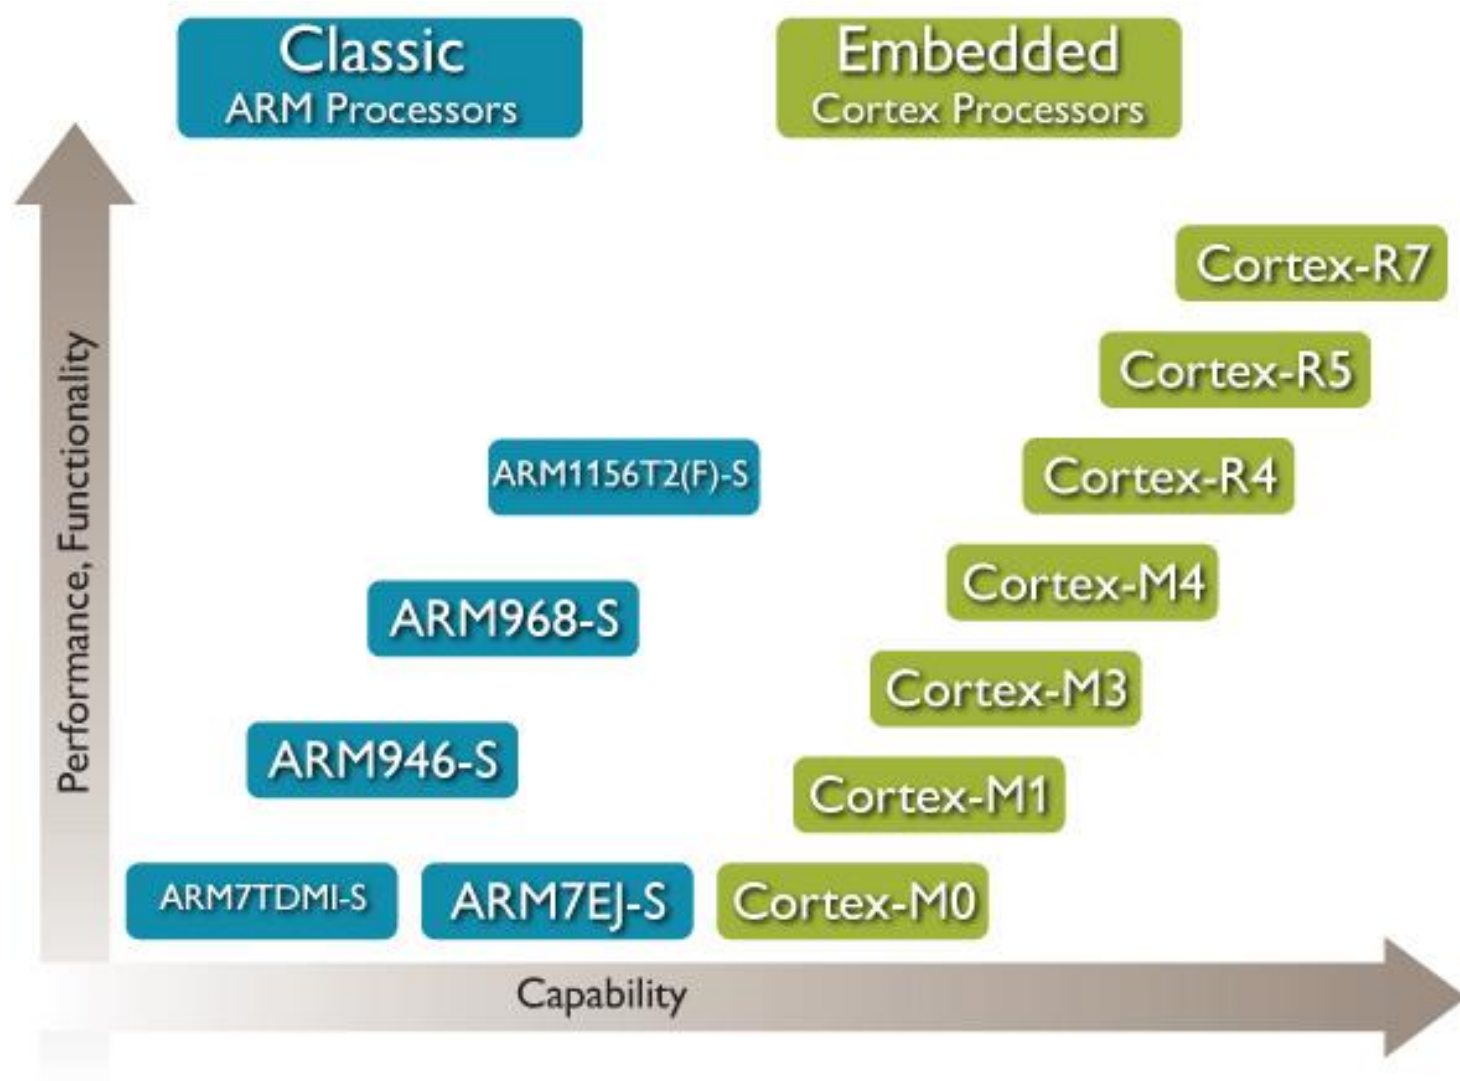 Classic
ARM Processors
Embedded
Cortex Processors
Cortex-R7
Cortex-R5
ARM1156T2(F)-S
Cortex-R4
Cortex-M4
ARM968-S
Cortex-M3
ARM946-S
Cortex-M1
ARM7TDMI-S
ARM7EJ-S
Cortex-M0
Performance, Functionality
Capability